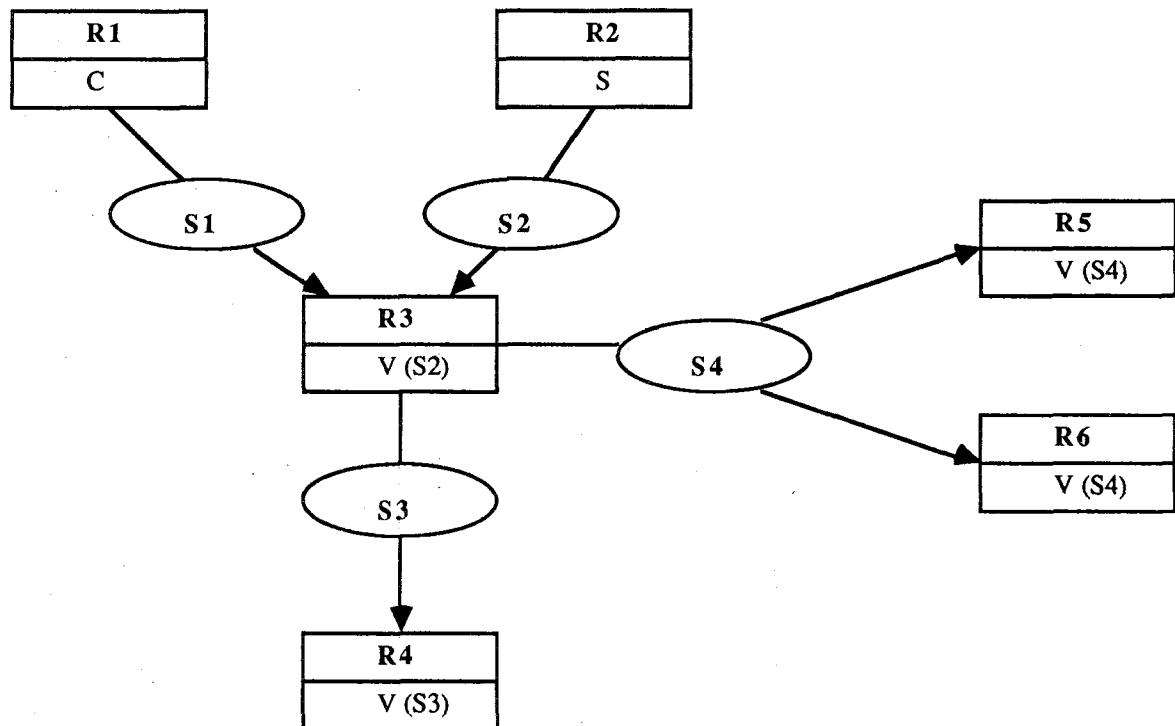 R1
C
R2
S
S1
S2
R3
V (S2)
S4
R5
V (S4)
R6
V (S4)
S3
R4
V (S3)